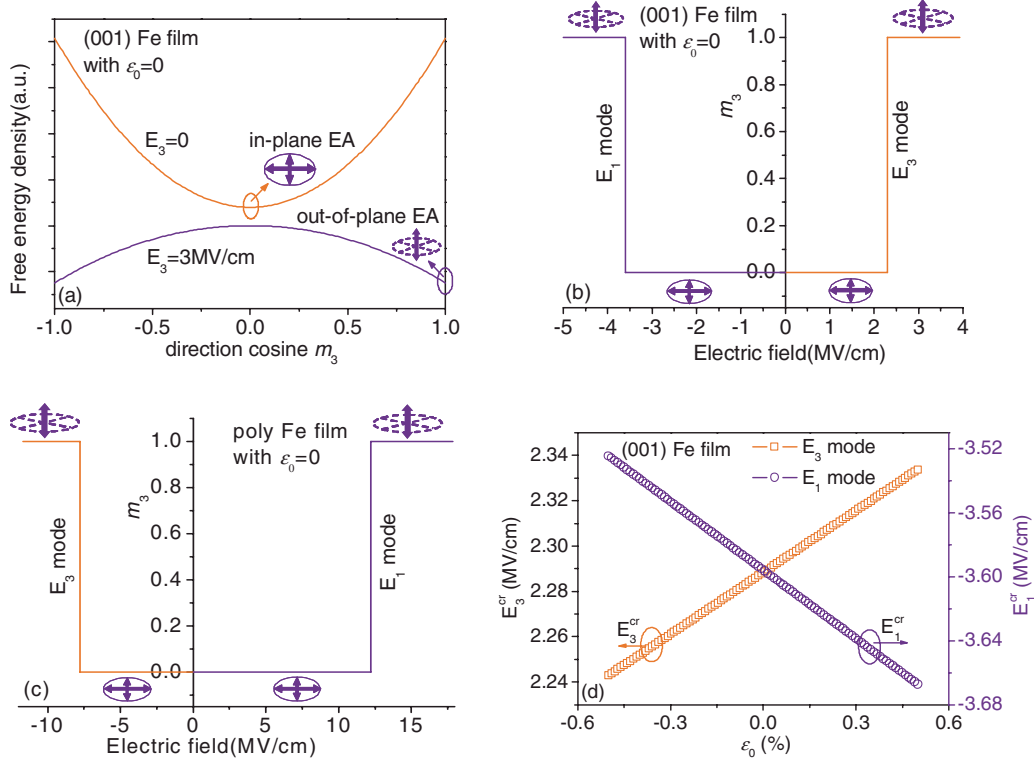 (001) Fe film
with ε₀=0
E₃=0
in-plane EA
out-of-plane EA
E₃=3MV/cm
(a)
Free energy density(a.u.)
-1.0 -0.5 0.0 0.5 1.0
direction cosine m₃
(001) Fe film
with ε₀=0
1.0
0.8
0.6
0.4
0.2
0.0
m₃
E₁ mode
E₃ mode
(b)
-5 -4 -3 -2 -1 0 1 2 3 4
Electric field(MV/cm)
poly Fe film
with ε₀=0
1.0
0.8
0.6
0.4
0.2
0.0
m₃
E₃ mode
E₁ mode
(c)
-10 -5 0 5 10 15
Electric field(MV/cm)
(001) Fe film
E₃ mode
E₁ mode
2.34
2.32
2.30
2.28
2.26
2.24
E₃ᶜʳ (MV/cm)
-3.52
-3.56
-3.60
-3.64
-3.68
E₁ᶜʳ (MV/cm)
E₃ᶜʳ
E₁ᶜʳ
(d)
-0.6 -0.3 0.0 0.3 0.6
ε₀ (%)